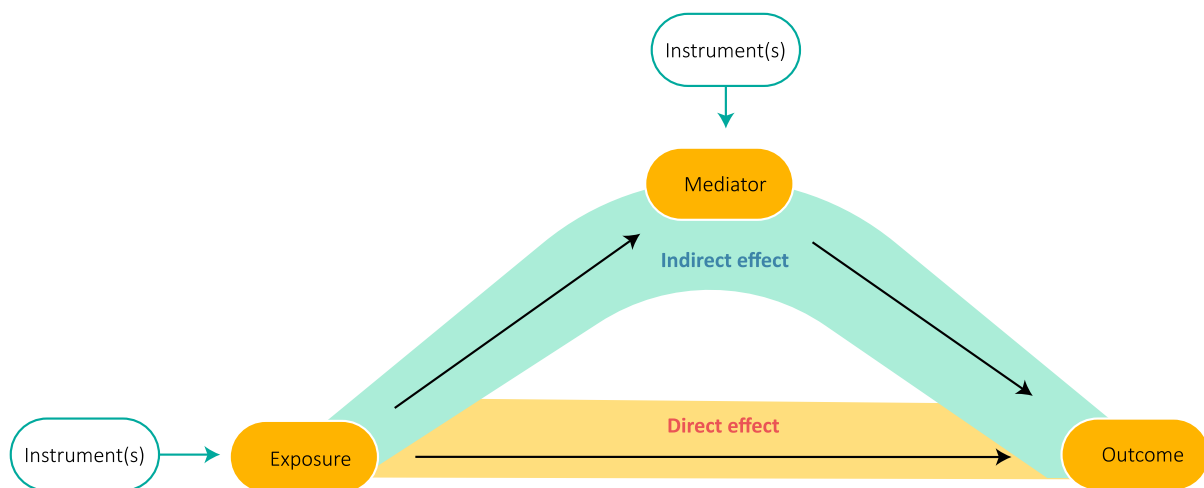 Instrument(s)
Mediator
Indirect effect
Direct effect
Instrument(s)
Exposure
Outcome